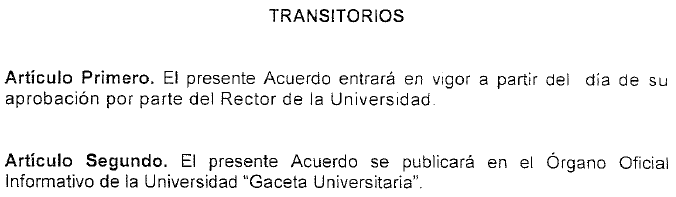 TRANSITORIOS
Artículo Primero. El presente Acuerdo entrará en vigor a partir del día de su
aprobación por parte del Rector de la Universidad.
Artículo Segundo. El presente Acuerdo se publicará en el Órgano Oficial
Informativo de la Universidad "Gaceta Universitaria".